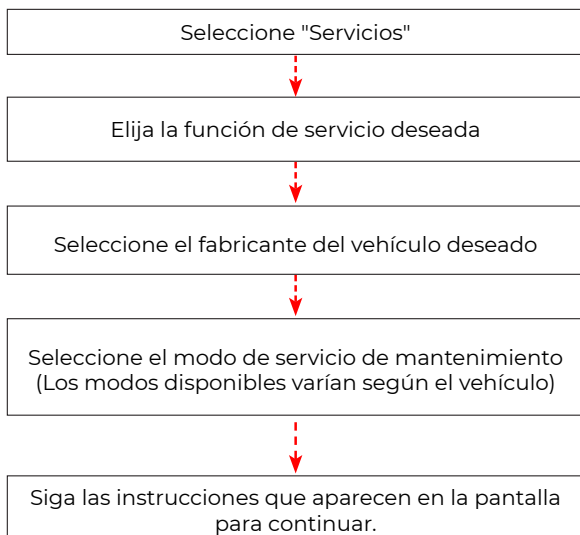 Seleccione "Servicios"
Elija la función de servicio deseada
Seleccione el fabricante del vehículo deseado
Seleccione el modo de servicio de mantenimiento
(Los modos disponibles varían según el vehículo)
Siga las instrucciones que aparecen en la pantalla
para continuar.